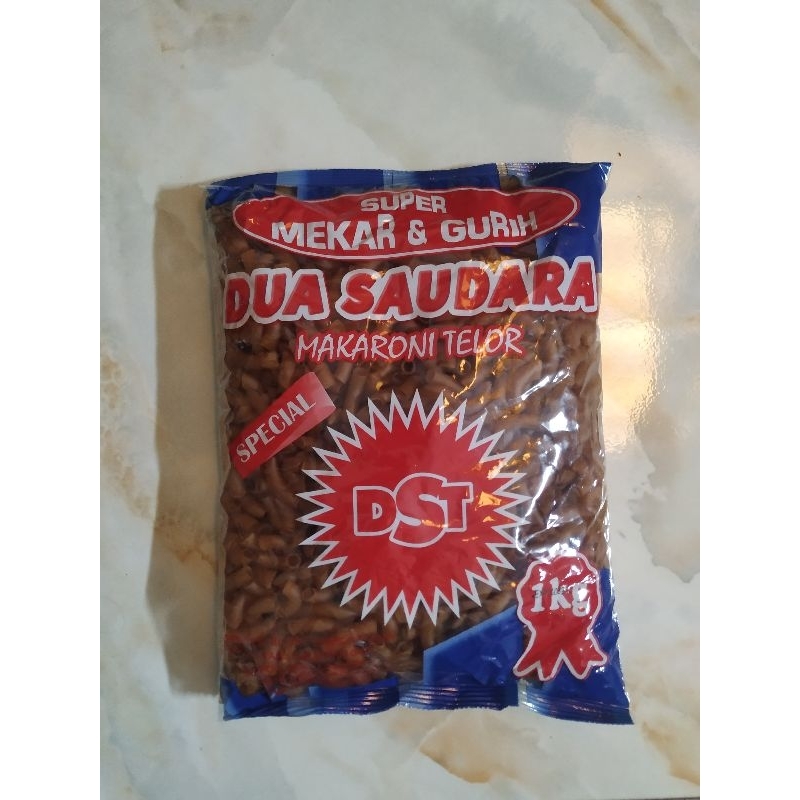 SUPER
MEKAR & GURIH
DUA SAUDARA
MAKARONI TELOR
SPECIAL
DST
1kg